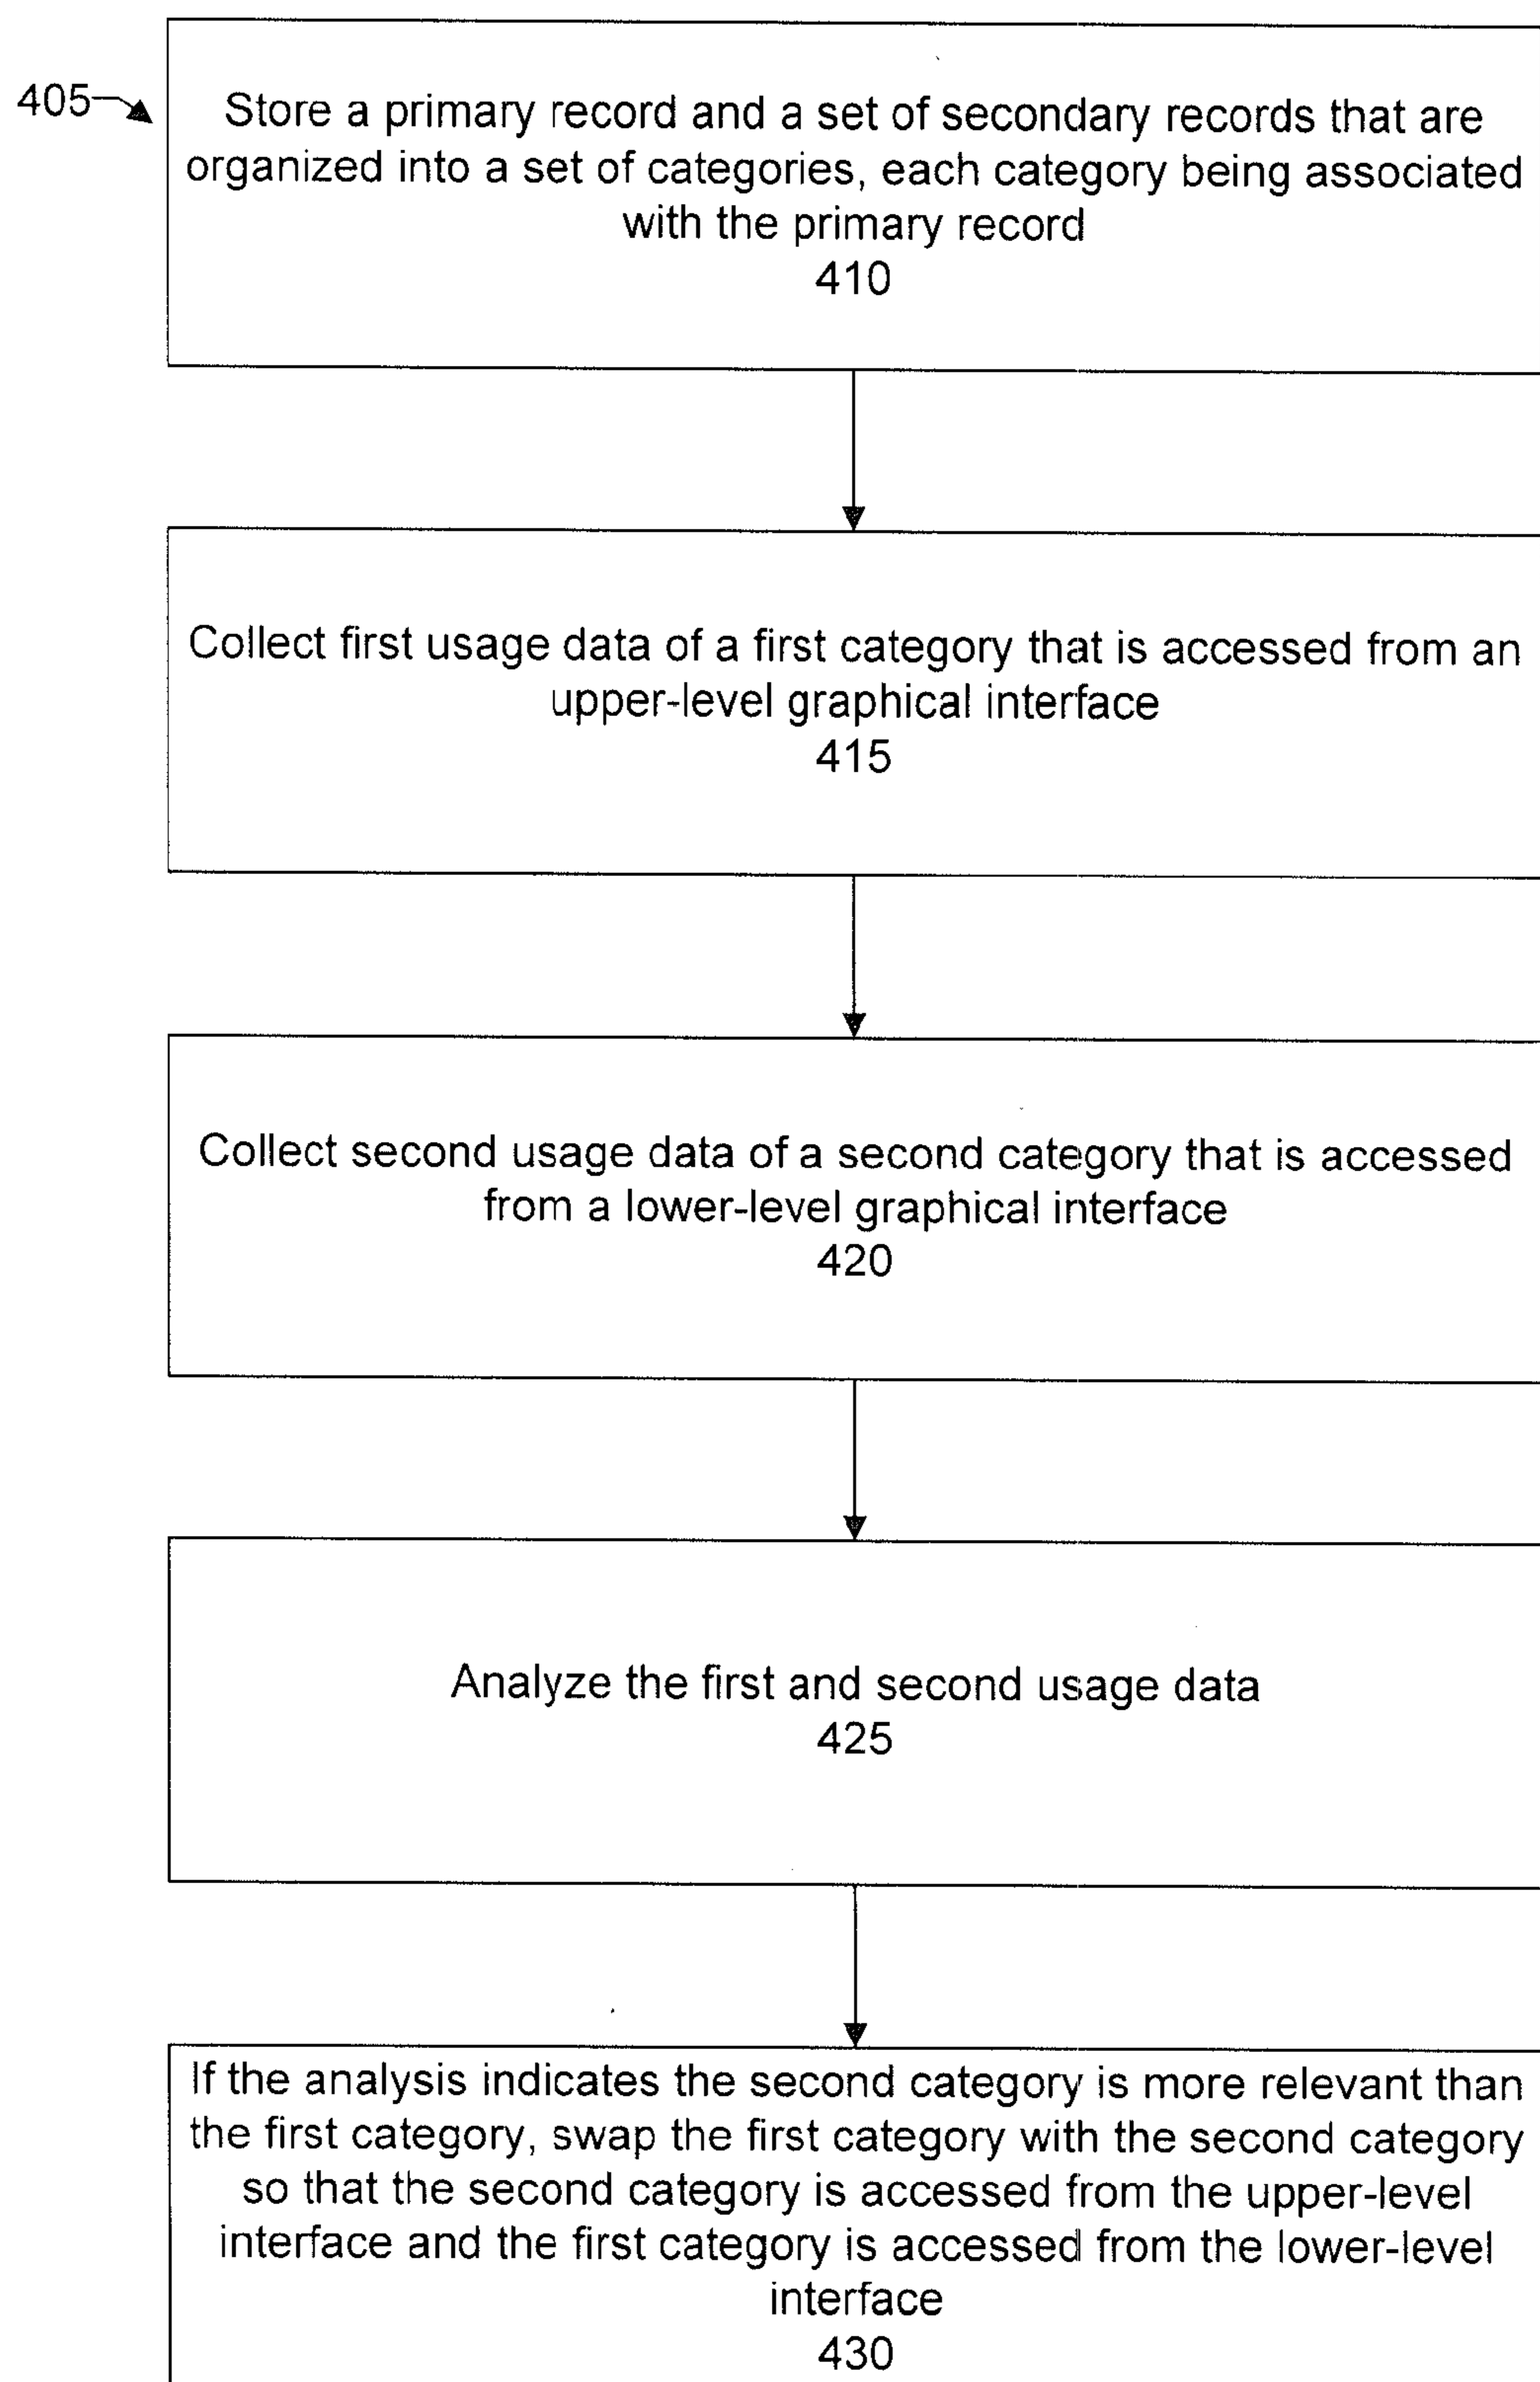 405
Store a primary record and a set of secondary records that are
organized into a set of categories, each category being associated
with the primary record
410
Collect first usage data of a first category that is accessed from an
upper-level graphical interface
415
Collect second usage data of a second category that is accessed
from a lower-level graphical interface
420
Analyze the first and second usage data
425
If the analysis indicates the second category is more relevant than
the first category, swap the first category with the second category
so that the second category is accessed from the upper-level
interface and the first category is accessed from the lower-level
interface
430